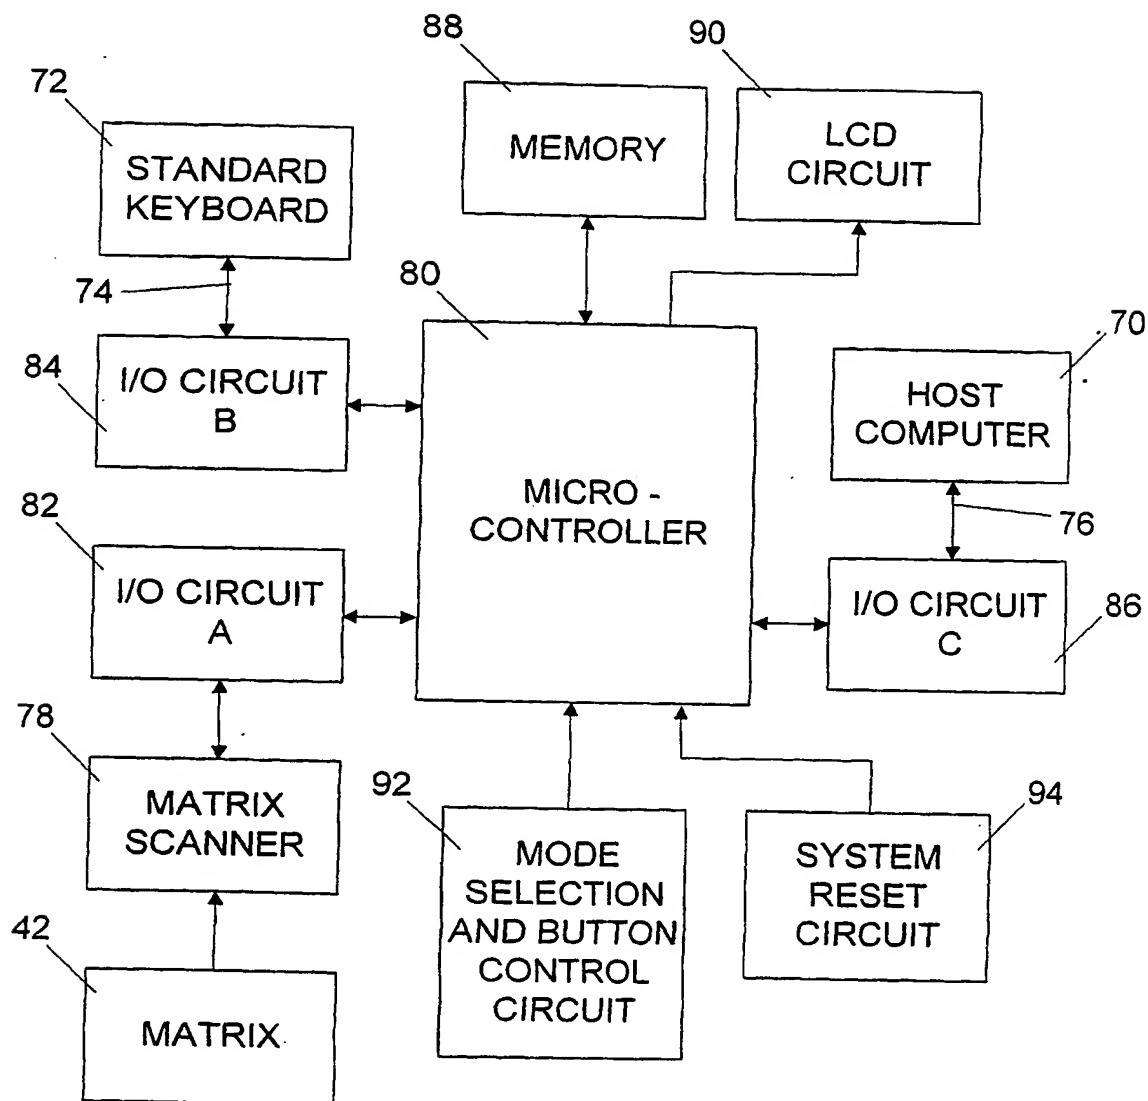 88
90
72
MEMORY
LCD
CIRCUIT
STANDARD
KEYBOARD
74
80
70
84
I/O CIRCUIT
B
HOST
COMPUTER
MICRO -
CONTROLLER
76
82
I/O CIRCUIT
A
I/O CIRCUIT
C
86
78
MATRIX
SCANNER
92
MODE
SELECTION
AND BUTTON
CONTROL
CIRCUIT
94
SYSTEM
RESET
CIRCUIT
42
MATRIX